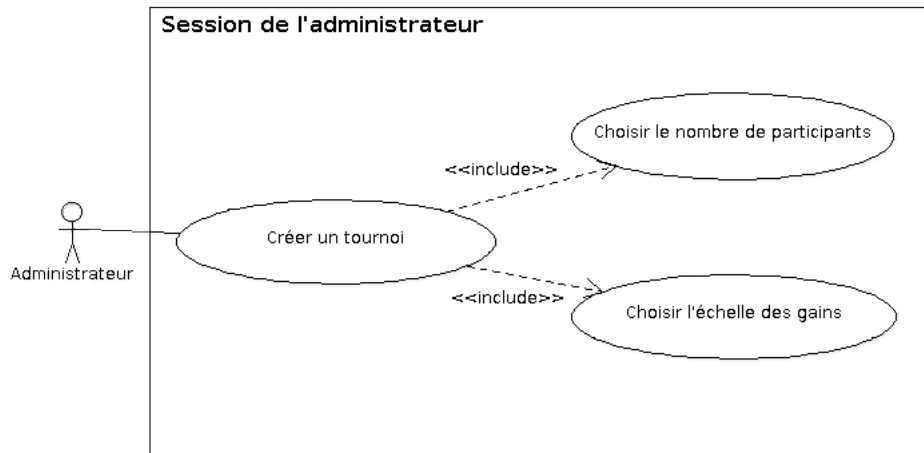 Session de l'administrateur
Choisir le nombre de participants
<<include>>
Créer un tournoi
Administrateur
<<include>>
Choisir l'échelle des gains